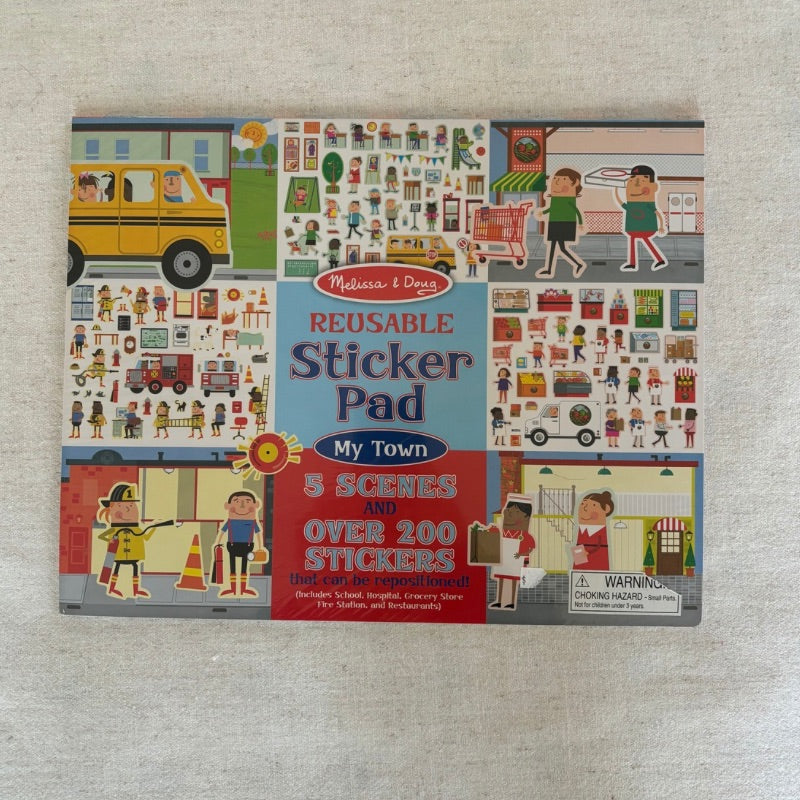 Melissa & Doug
REUSABLE
Sticker
Pad
My Town
5 SCENES
AND
OVER 200
STICKERS
that can be repositioned!
(Includes School, Hospital, Grocery Store
Fire Station, and Restaurants)
WARNING:
CHOKING HAZARD - Small Parts.
Not for children under 3 years.
1
$